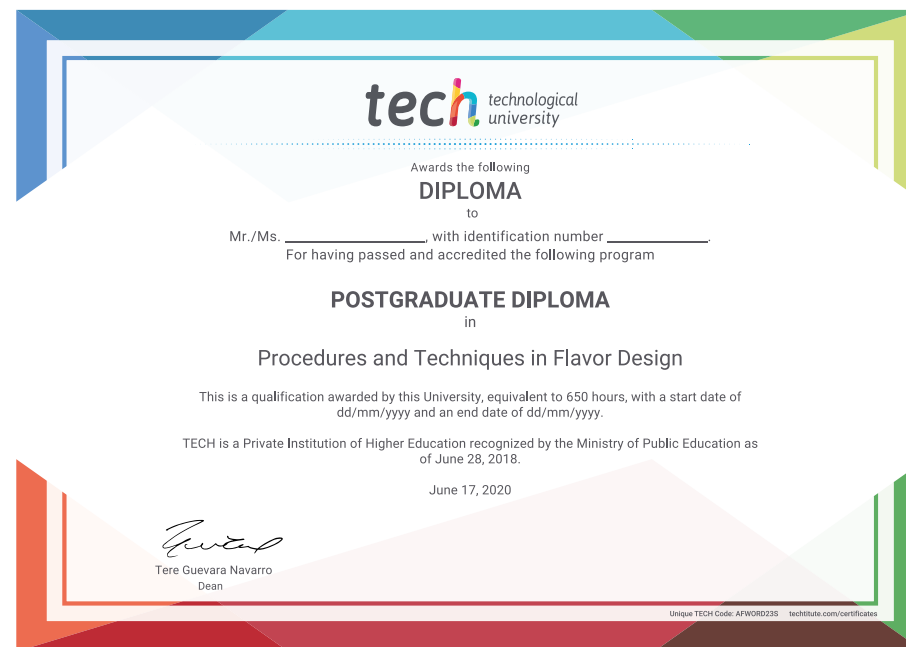 tech technological
university
Awards the following
DIPLOMA
to
Mr./Ms. ____________________, with identification number ______________.
For having passed and accredited the following program
POSTGRADUATE DIPLOMA
in
Procedures and Techniques in Flavor Design
This is a qualification awarded by this University, equivalent to 650 hours, with a start date of
dd/mm/yyyy and an end date of dd/mm/yyyy.
TECH is a Private Institution of Higher Education recognized by the Ministry of Public Education as
of June 28, 2018.
June 17, 2020
Tere Guevara Navarro
Dean
Unique TECH Code: AFWORD23S techtitute.com/certificates